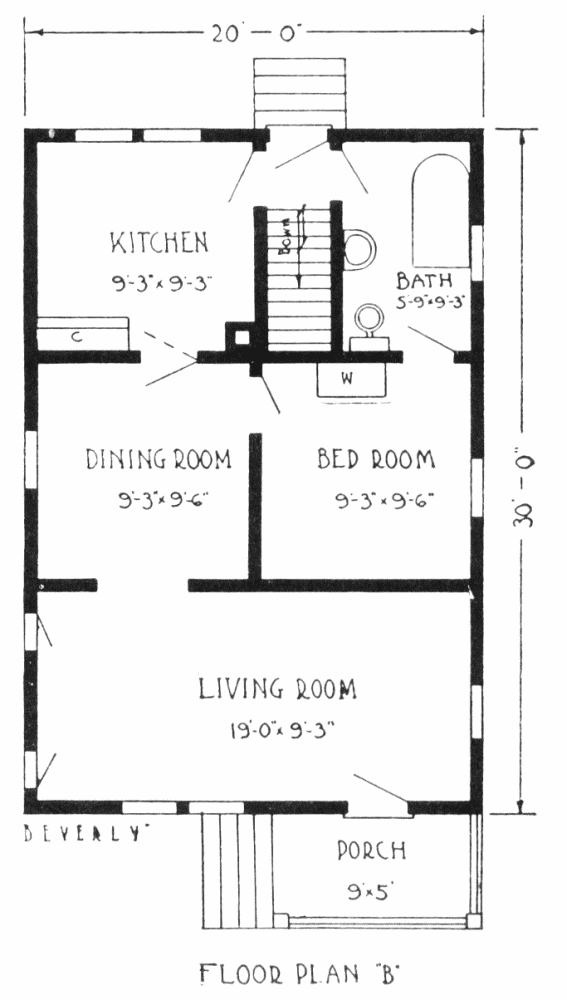 20'-0"
KITCHEN
9'-3"x9'-3"
Down
BATH
5'-9"x9'-3"
C
W
DINING ROOM
9'-3"x9'-6"
BED ROOM
9'-3"x9'-6"
30'-0"
LIVING ROOM
19'-0"x9'-3"
BEVERLY"
PORCH
9'x5'
FLOOR PLAN "B"